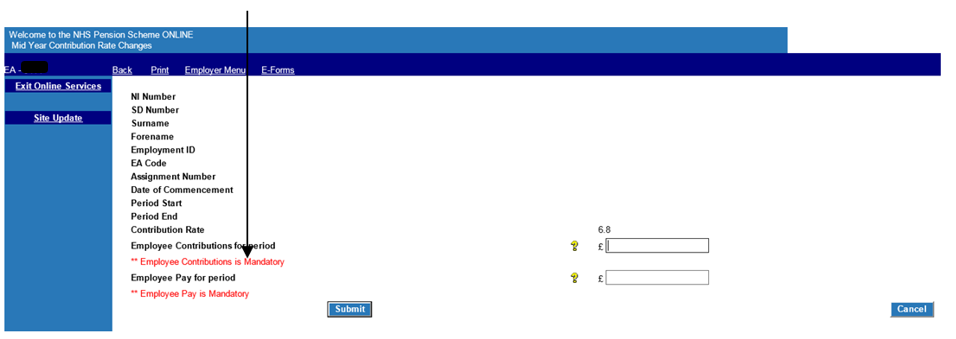 Welcome to the NHS Pension Scheme ONLINE
Mid Year Contribution Rate Changes
EA - Back Print Employer Menu E-Forms
Exit Online Services
Site Update
NI Number
SD Number
Surname
Forename
Employment ID
EA Code
Assignment Number
Date of Commencement
Period Start
Period End
Contribution Rate 6.8
Employee Contributions for period ? £
** Employee Contributions is Mandatory
Employee Pay for period ? £
** Employee Pay is Mandatory
Submit Cancel